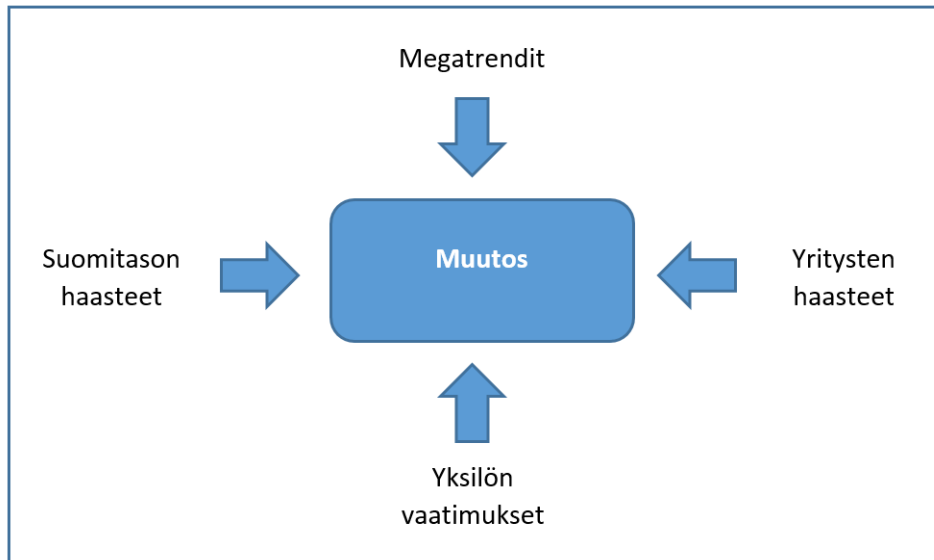 Megatrendit
Suomitason
haasteet
Muutos
Yritysten
haasteet
Yksilön
vaatimukset